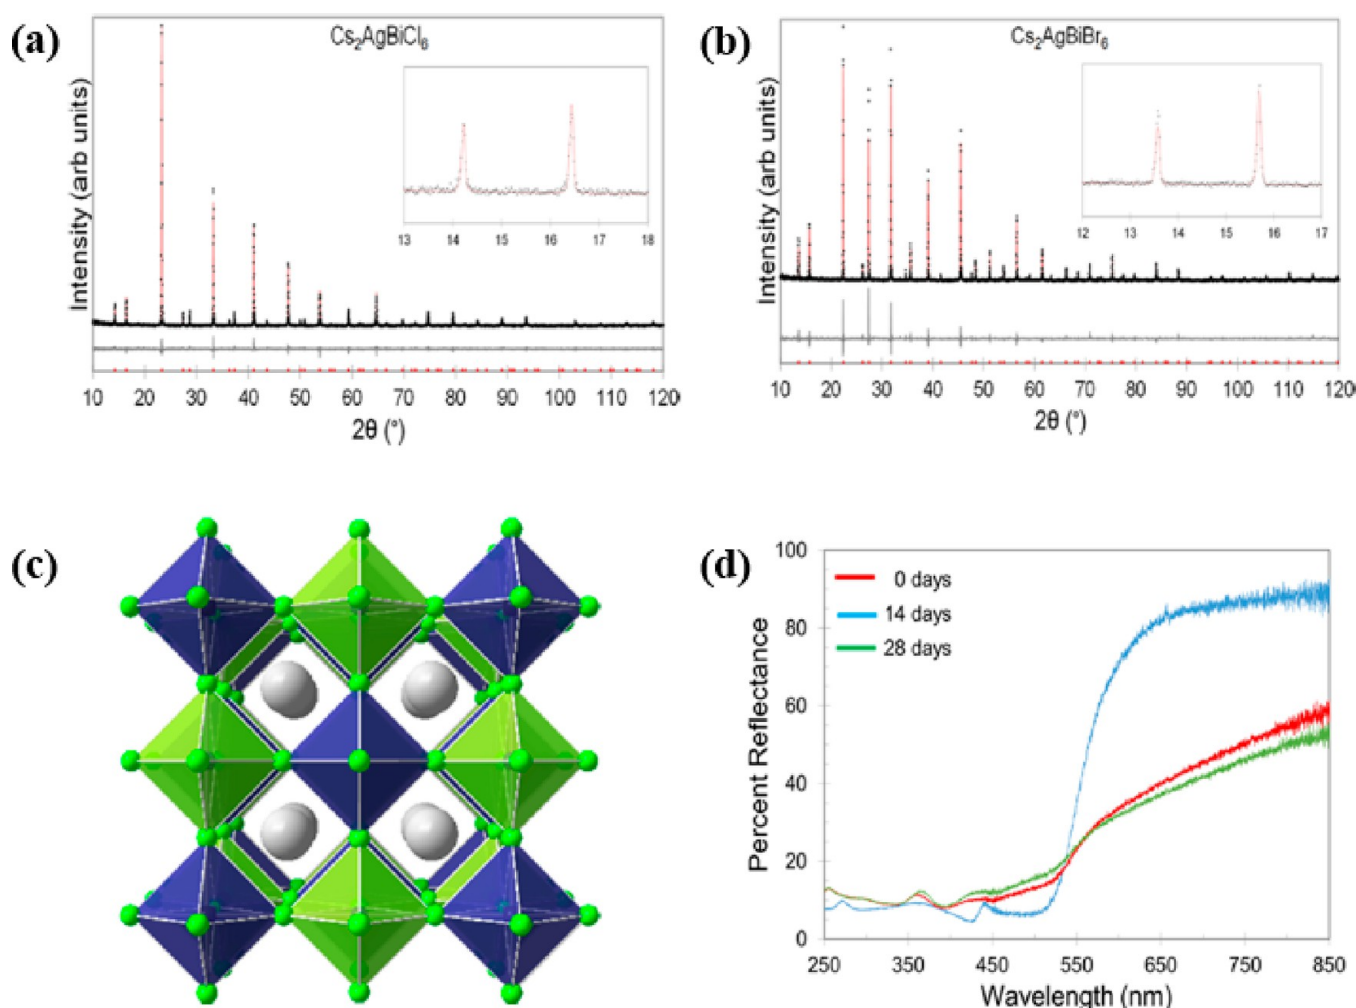 (a)
Cs₂AgBiCl₆
Intensity (arb units)
13 14 15 16 17 18
10 20 30 40 50 60 70 80 90 100 110 120
2θ (°)
(b)
Cs₂AgBiBr₆
Intensity (arb units)
12 13 14 15 16 17
10 20 30 40 50 60 70 80 90 100 110 120
2θ (°)
(c)
(d)
Percent Reflectance
100
80
60
40
20
0
0 days
14 days
28 days
250 350 450 550 650 750 850
Wavelength (nm)